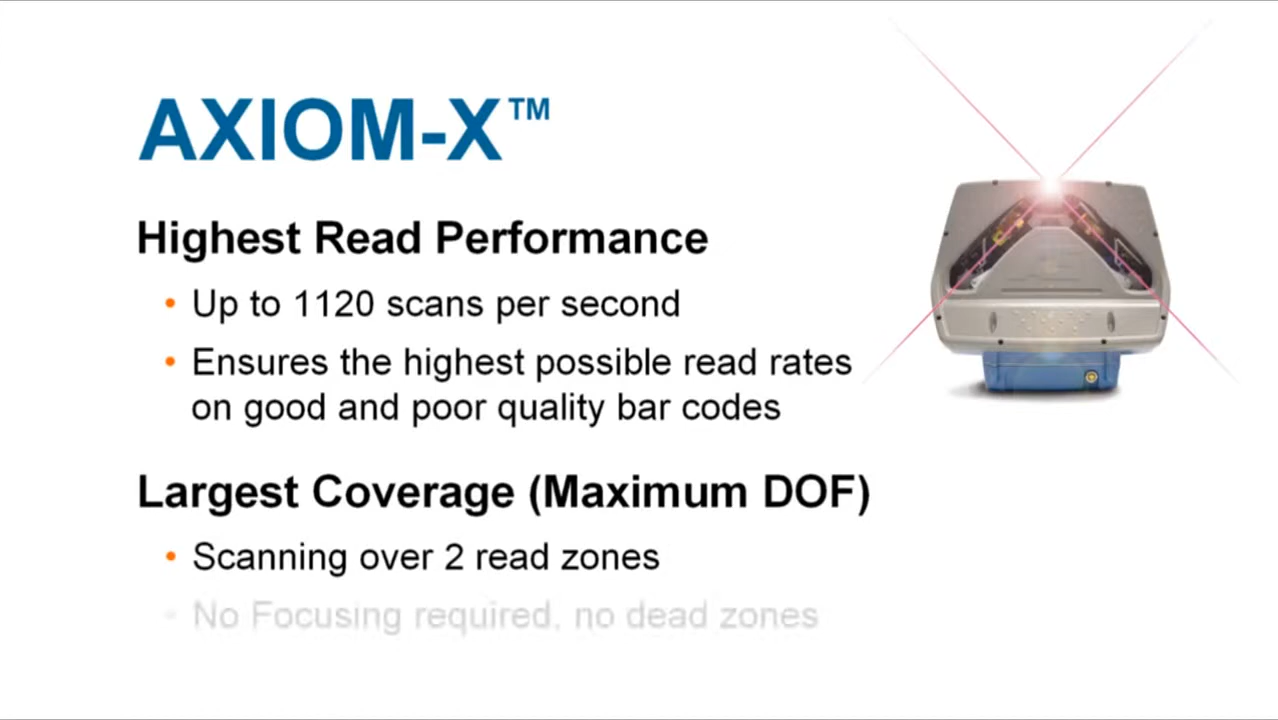 AXIOM-X™
Highest Read Performance
• Up to 1120 scans per second
• Ensures the highest possible read rates
on good and poor quality bar codes
Largest Coverage (Maximum DOF)
• Scanning over 2 read zones
• No Focusing required, no dead zones